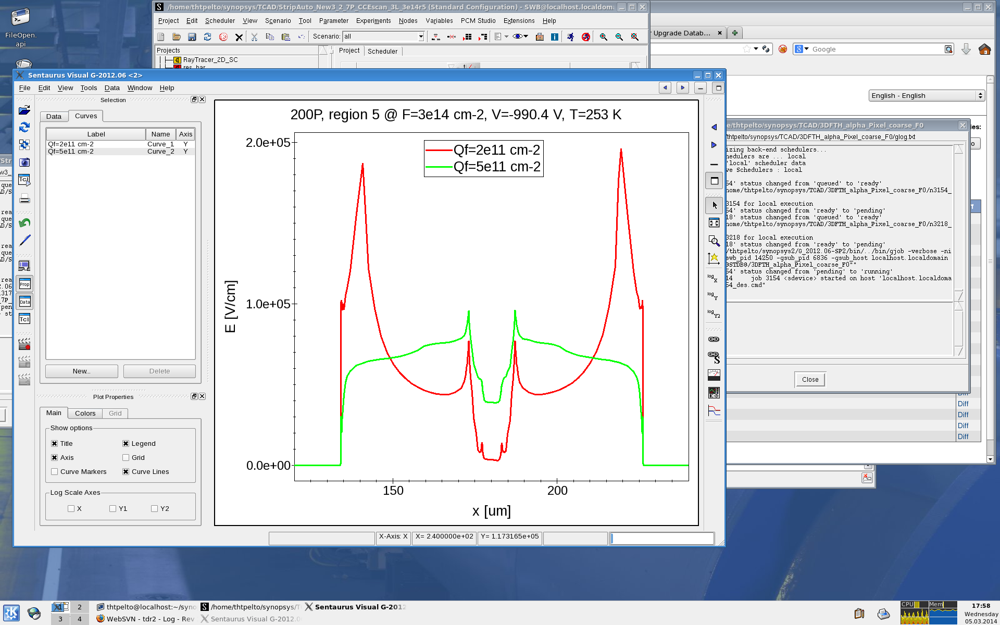 FileOpen.
api
/home/thtpelto/synopsys/TCAD/StripAuto_New3_2_7P_CCEscan_3L_3e14r5 (Standard Configuration) - SWB@localhost.localdom
Project Edit Scheduler View Scenario Tool Parameter Experiments Nodes Variables PCM Studio Extensions Help
Scenario: all
Projects
Project Scheduler
RayTracer_2D_SC
res_bar
Upgrade Datab...
Google
English - English
Sentaurus Visual G-2012.06 <2>
File Edit View Tools Data Window Help
Selection
Data Curves
Label Name Axis
Qf=2e11 cm-2 Curve_1 Y
Qf=5e11 cm-2 Curve_2 Y
New... Delete
Plot Properties
Main Colors Grid
Show options
Title Legend
Axis Grid
Curve Markers Curve Lines
Log Scale Axes
X Y1 Y2
Tcl
Prop
Data
Tcl
200P, region 5 @ F=3e14 cm-2, V=-990.4 V, T=253 K
Qf=2e11 cm-2
Qf=5e11 cm-2
2.0e+05
1.0e+05
0.0e+00
E [V/cm]
150 200
x [um]
X-Axis: X X= 2.400000e+02 Y= 1.173165e+05
log X
log Y
log Y2
e/thtpelto/synopsys/TCAD/3DFTH_alpha_Pixel_coarse_F0
ies:
/thtpelto/synopsys/TCAD/3DFTH_alpha_Pixel_coarse_F0/glog.txt
izing back-end schedulers...
hedulers are ... local
'local' scheduler data
ve Schedulers : local
54' status changed from 'queued' to 'ready'
home/thtpelto/synopsys/TCAD/3DFTH_alpha_Pixel_coarse_F0/n3154_
3154 for local execution
54' status changed from 'ready' to 'pending'
18' status changed from 'queued' to 'ready'
home/thtpelto/synopsys/TCAD/3DFTH_alpha_Pixel_coarse_F0/n3218_
3218 for local execution
18' status changed from 'ready' to 'pending'
/thtpelto/synopsys2/G_2012.06-SP2/bin/../bin/gjob -verbose -ni
swb_pid 14250 -gsub_pid 6836 -gsub_host localhost.localdomain
@STDB@/3DFTH_alpha_Pixel_coarse_F0""
54' status changed from 'pending' to 'running'
14 job 3154 <sdevice> started on host 'localhost.localdoma
54_des.cmd"
Close
Diff
Diff
Diff
Diff
Diff
1 2
3 4
thtpelto@localhost:~/syno
/home/thtpelto/synopsys/T
Sentaurus Visual G-2012
WebSVN - tdr2 - Log - Rev
Sentaurus Visual G-2012.0
CPU Mem
17:58
Wednesday
05.03.2014